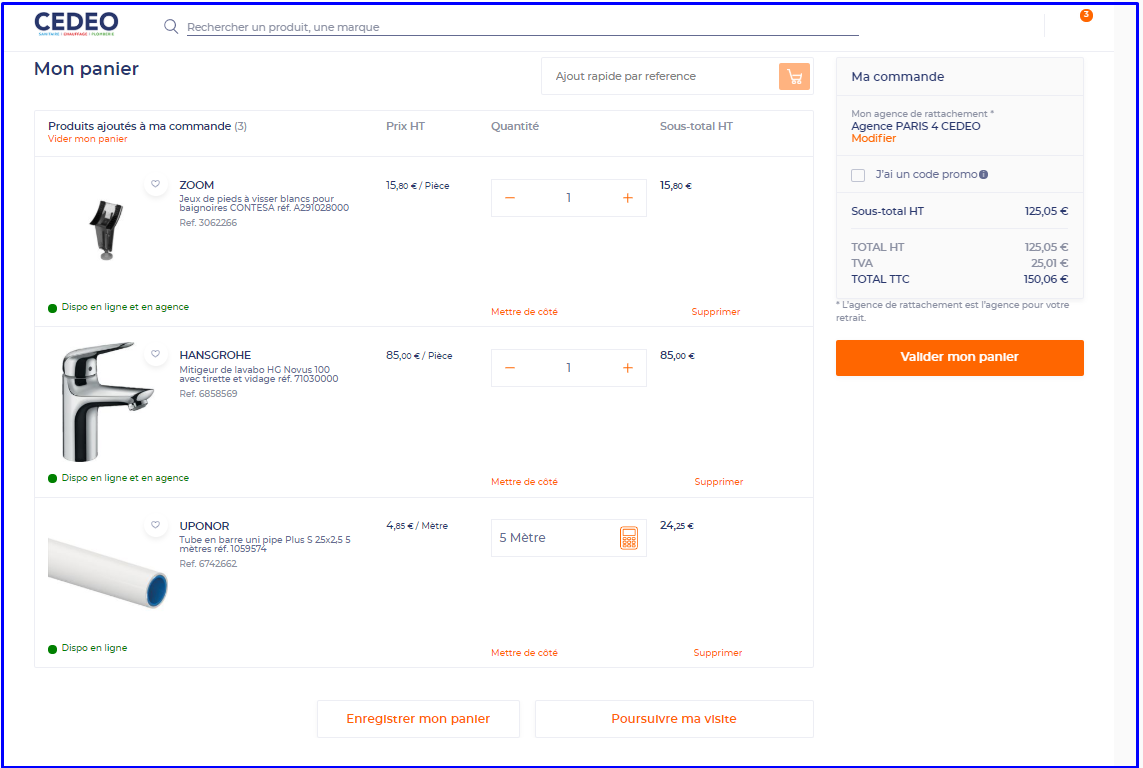 CEDEO
SANITAIRE | CHAUFFAGE | PLOMBERIE
Rechercher un produit, une marque
3
Mon panier
Ajout rapide par reference
Produits ajoutés à ma commande (3)
Vider mon panier
Prix HT
Quantité
Sous-total HT
ZOOM
Jeux de pieds à visser blancs pour
baignoires CONTESA réf. A291028000
Ref. 3062266
15,80 € / Pièce
− 1 +
15,80 €
Dispo en ligne et en agence
Mettre de côté
Supprimer
HANSGROHE
Mitigeur de lavabo HG Novus 100
avec tirette et vidage réf. 71030000
Ref. 6858569
85,00 € / Pièce
− 1 +
85,00 €
Dispo en ligne et en agence
Mettre de côté
Supprimer
UPONOR
Tube en barre uni pipe Plus S 25x2,5 5
mètres réf. 1059574
Ref. 6742662
4,85 € / Mètre
5 Mètre
24,25 €
Dispo en ligne
Mettre de côté
Supprimer
Enregistrer mon panier
Poursuivre ma visite
Ma commande
Mon agence de rattachement *
Agence PARIS 4 CEDEO
Modifier
J'ai un code promo
Sous-total HT 125,05 €
TOTAL HT 125,05 €
TVA 25,01 €
TOTAL TTC 150,06 €
* L'agence de rattachement est l'agence pour votre
retrait.
Valider mon panier